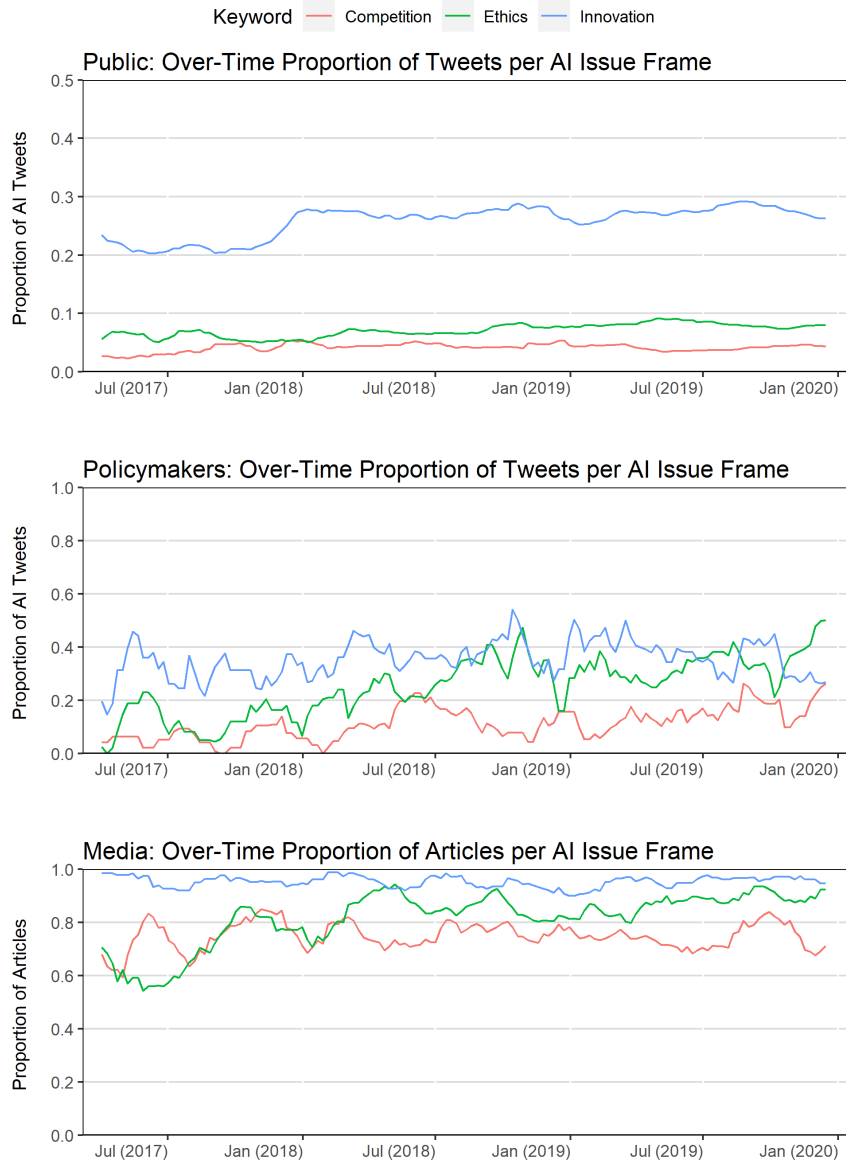 Keyword Competition Ethics Innovation
Public: Over-Time Proportion of Tweets per AI Issue Frame
Proportion of AI Tweets
0.5
0.4
0.3
0.2
0.1
0.0
Jul (2017) Jan (2018) Jul (2018) Jan (2019) Jul (2019) Jan (2020)
Policymakers: Over-Time Proportion of Tweets per AI Issue Frame
Proportion of AI Tweets
1.0
0.8
0.6
0.4
0.2
0.0
Jul (2017) Jan (2018) Jul (2018) Jan (2019) Jul (2019) Jan (2020)
Media: Over-Time Proportion of Articles per AI Issue Frame
Proportion of Articles
1.0
0.8
0.6
0.4
0.2
0.0
Jul (2017) Jan (2018) Jul (2018) Jan (2019) Jul (2019) Jan (2020)